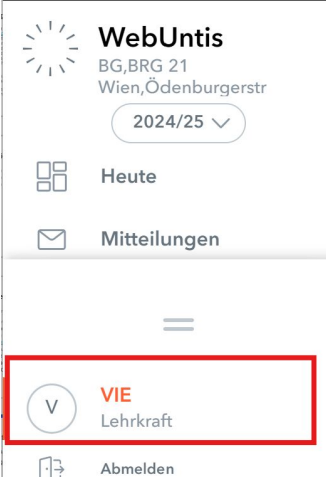 WebUntis
BG,BRG 21
Wien,Ödenburgerstr
2024/25
Heute
Mitteilungen
V
VIE
Lehrkraft
Abmelden